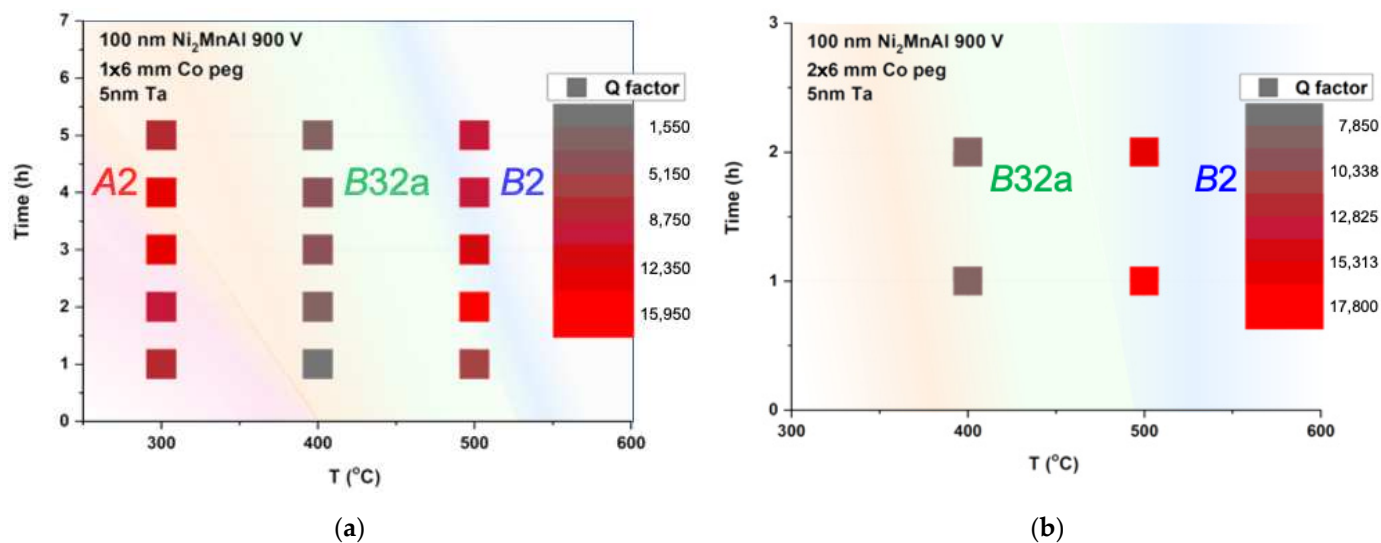 100 nm Ni₂MnAl 900 V
1x6 mm Co peg
5nm Ta
Q factor
1,550
5,150
8,750
12,350
15,950
A2
B32a
B2
Time (h)
7
6
5
4
3
2
1
0
300
400
500
600
T (°C)
(a)
100 nm Ni₂MnAl 900 V
2x6 mm Co peg
5nm Ta
Q factor
7,850
10,338
12,825
15,313
17,800
B32a
B2
Time (h)
3
2
1
0
300
400
500
600
T (°C)
(b)